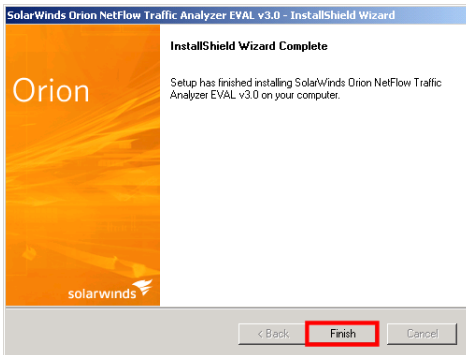 SolarWinds Orion NetFlow Traffic Analyzer EVAL v3.0 - InstallShield Wizard
InstallShield Wizard Complete
Setup has finished installing SolarWinds Orion NetFlow Traffic
Analyzer EVAL v3.0 on your computer.
Orion
solarwinds
< Back
Finish
Cancel